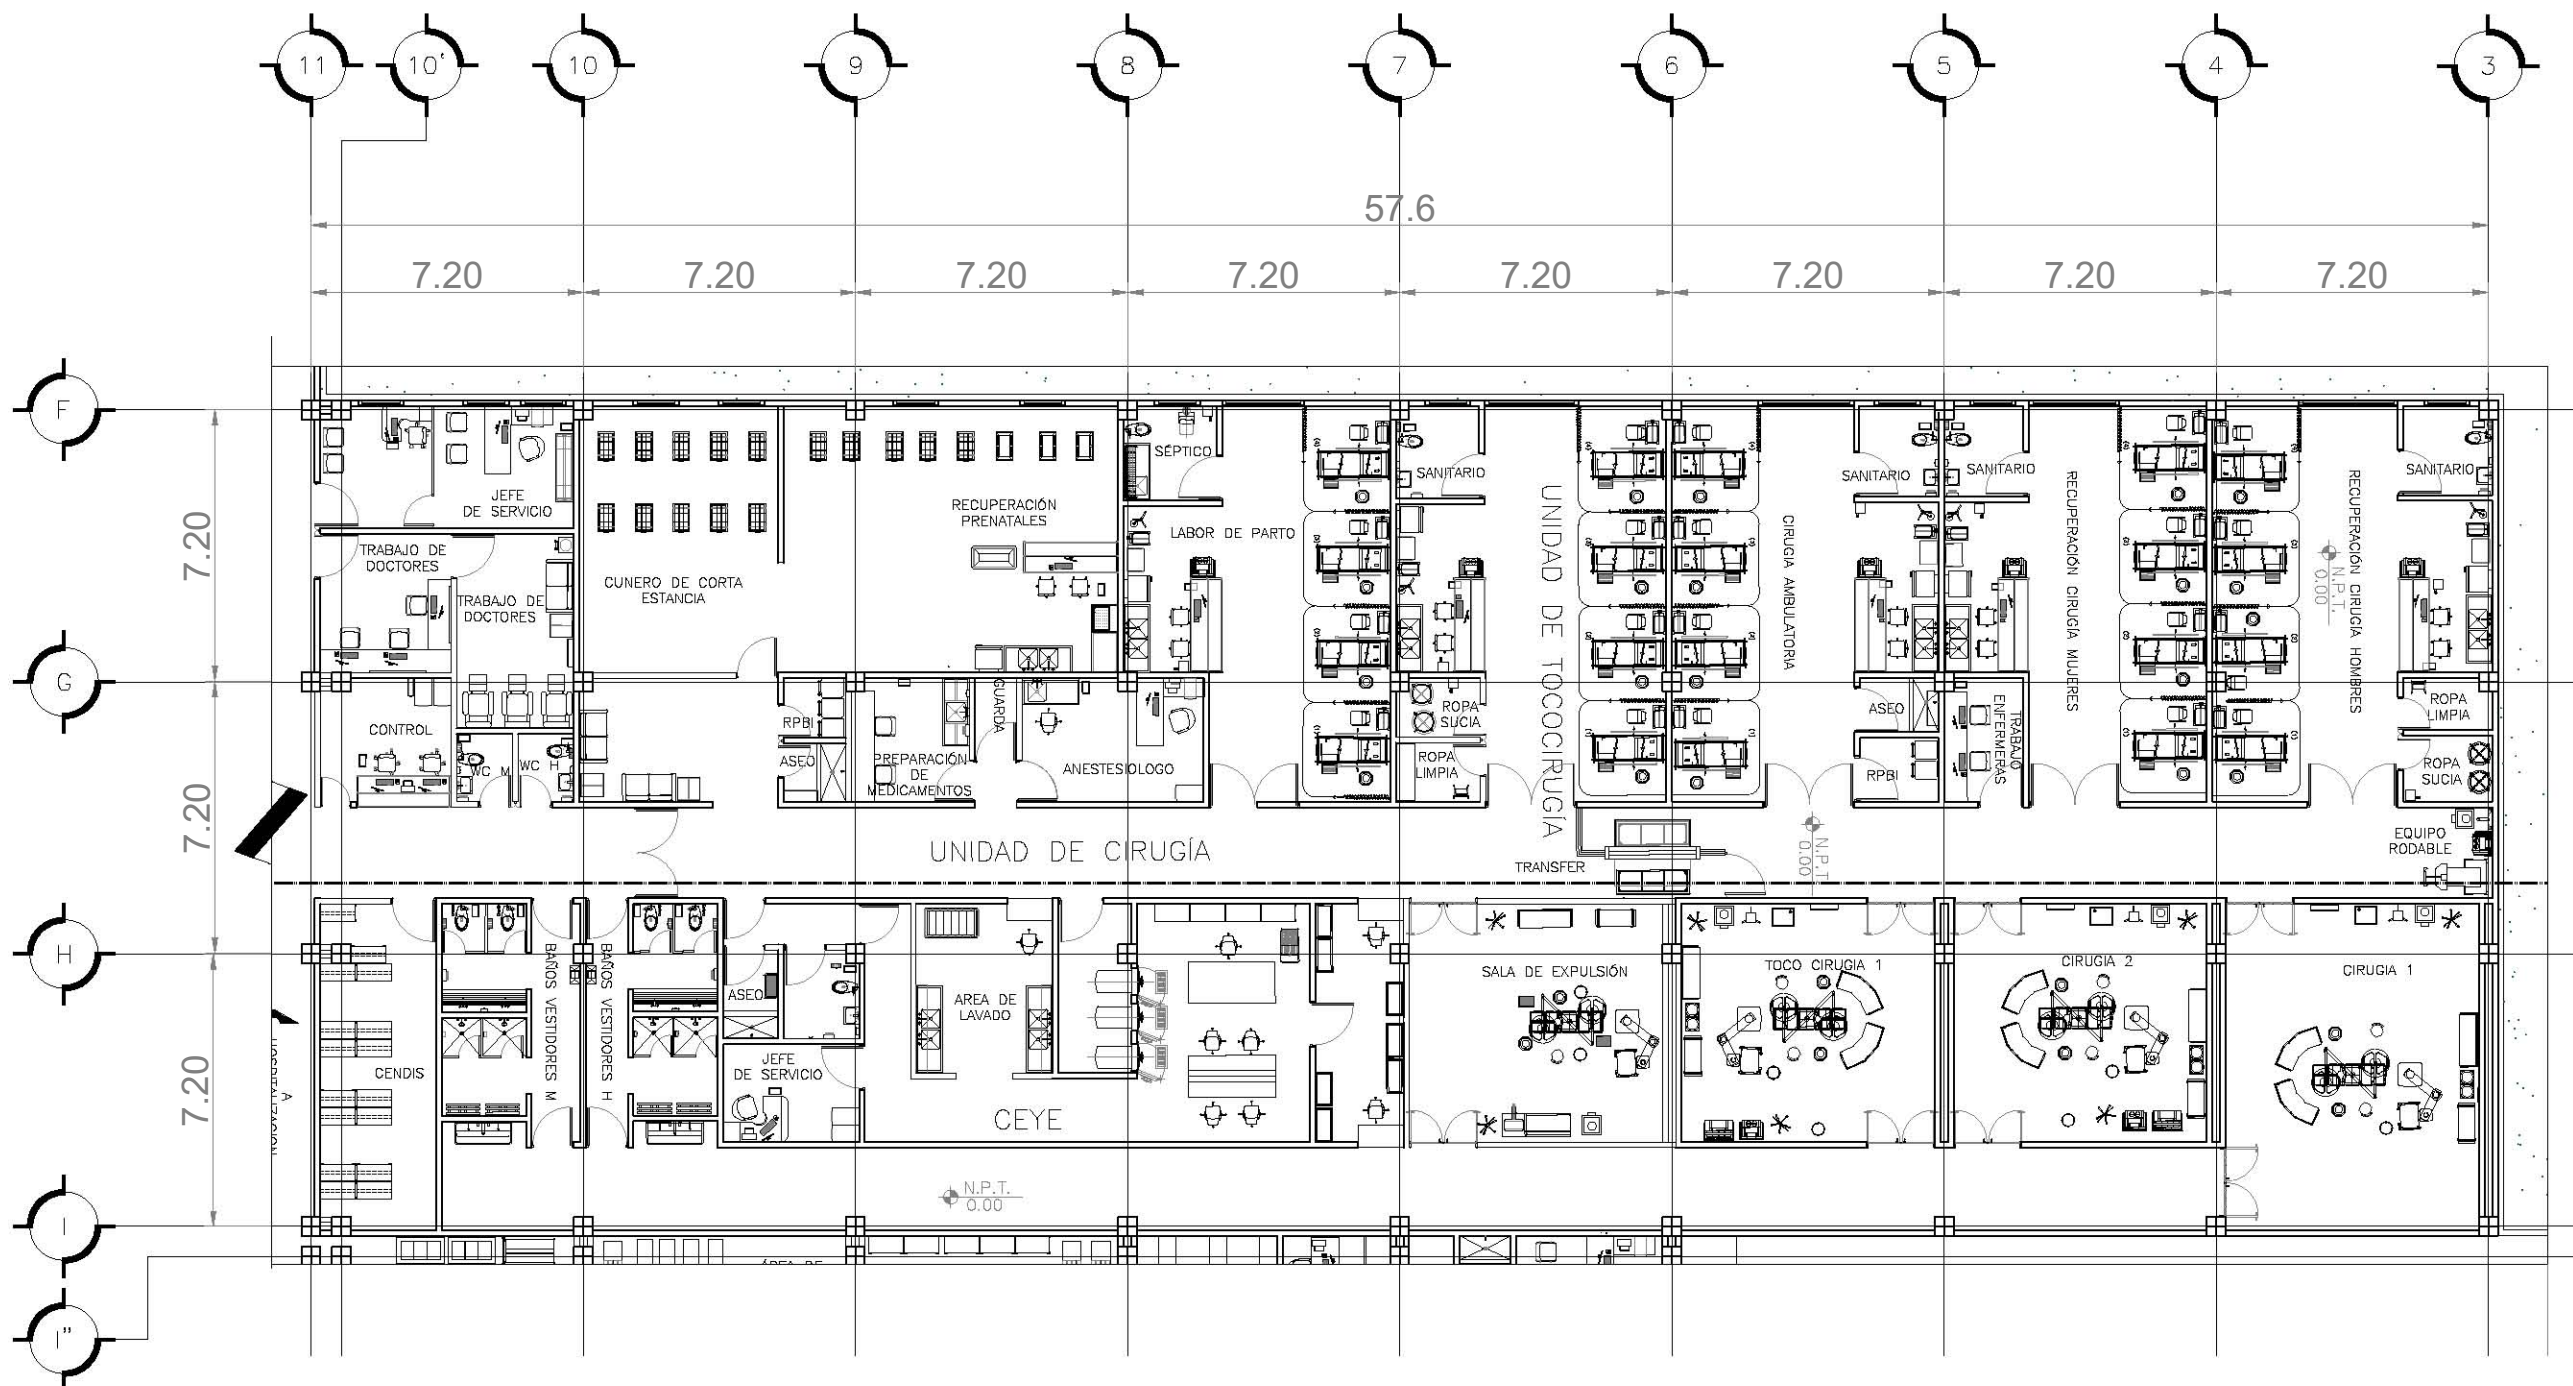 11
10'
10
9
8
7
6
5
4
3
57.6
7.20
7.20
7.20
7.20
7.20
7.20
7.20
7.20
F
G
H
I
I"
7.20
7.20
7.20
JEFE
DE SERVICIO
TRABAJO DE
DOCTORES
TRABAJO DE
DOCTORES
CUNERO DE CORTA
ESTANCIA
RECUPERACIÓN
PRENATALES
SÉPTICO
LABOR DE PARTO
SANITARIO
UNIDAD DE TOCOCIRUGÍA
CIRUGIA AMBULATORIA
SANITARIO
SANITARIO
RECUPERACIÓN CIRUGÍA MUJERES
RECUPERACIÓN CIRUGÍA HOMBRES
N.P.T.
0.00
SANITARIO
CONTROL
WC M
WC H
RPBI
ASEO
PREPARACIÓN
DE
MEDICAMENTOS
GUARDA
ANESTESIOLOGO
ROPA
SUCIA
ROPA
LIMPIA
ASEO
RPBI
TRABAJO
ENFERMERAS
ROPA
LIMPIA
ROPA
SUCIA
UNIDAD DE CIRUGÍA
TRANSFER
N.P.T.
0.00
EQUIPO
RODABLE
A
CENDIS
BAÑOS VESTIDORES M
BAÑOS VESTIDORES H
ASEO
JEFE
DE SERVICIO
AREA DE
LAVADO
CEYE
SALA DE EXPULSIÓN
TOCO CIRUGIA 1
CIRUGIA 2
CIRUGIA 1
N.P.T.
0.00